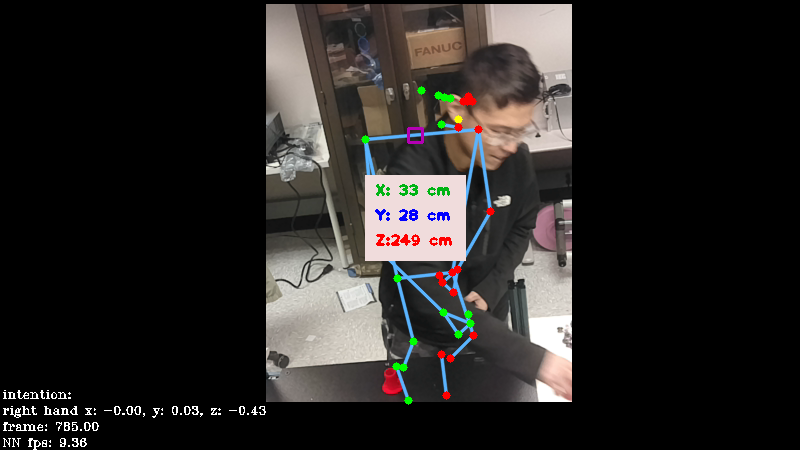 FANUC
X: 33 cm
Y: 28 cm
Z:249 cm
intention:
right hand x: -0.00, y: 0.03, z: -0.43
frame: 785.00
NN fps: 9.36